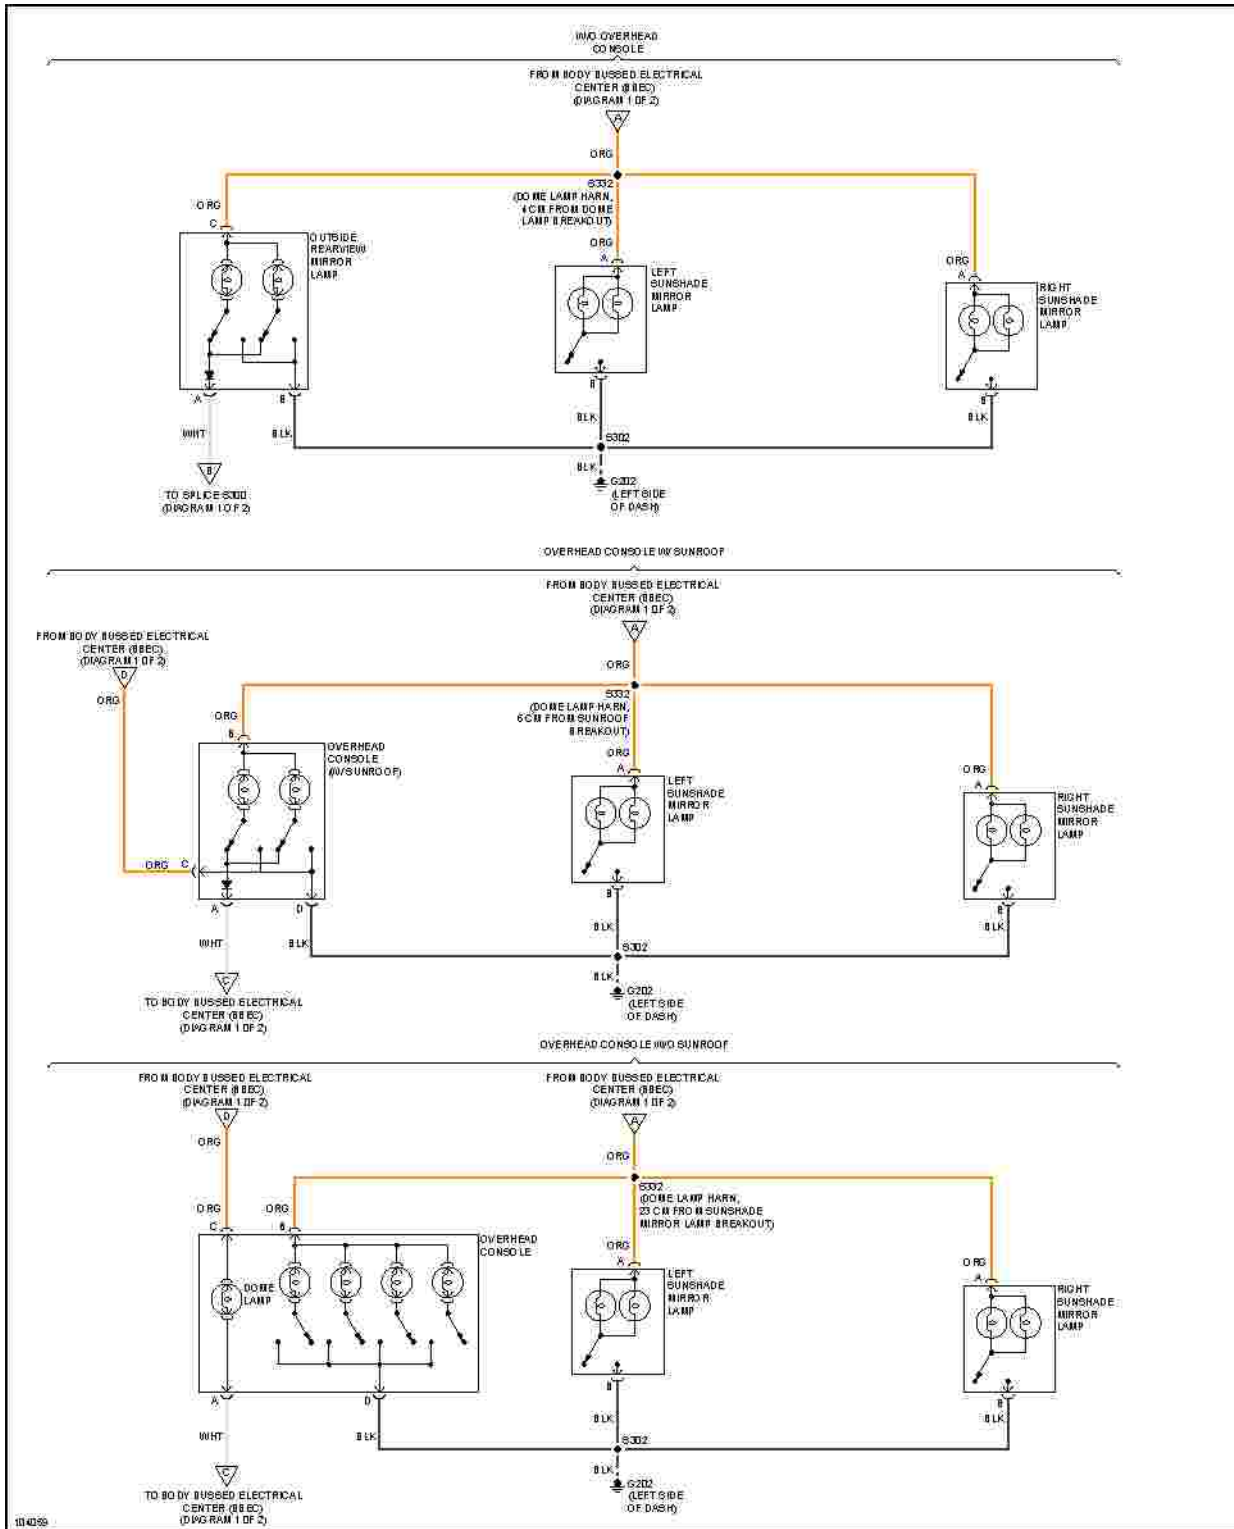 W/O OVERHEAD
CONSOLE
FROM BODY BUSSED ELECTRICAL
CENTER (BBEC)
(DIAGRAM 1 OF 2)
A
ORG
S332
(DOME LAMP HARN,
4 CM FROM DOME
LAMP BREAKOUT)
ORG
C
OUTSIDE
REARVIEW
MIRROR
LAMP
ORG
A
LEFT
SUNSHADE
MIRROR
LAMP
ORG
A
RIGHT
SUNSHADE
MIRROR
LAMP
A
B
B
B
WHT
BLK
BLK
BLK
S302
B
BLK
G202
(LEFT SIDE
OF DASH)
TO SPLICE S300
(DIAGRAM 1 OF 2)
OVERHEAD CONSOLE W/ SUNROOF
FROM BODY BUSSED ELECTRICAL
CENTER (BBEC)
(DIAGRAM 1 OF 2)
A
FROM BODY BUSSED ELECTRICAL
CENTER (BBEC)
(DIAGRAM 1 OF 2)
D
ORG
ORG
S332
(DOME LAMP HARN,
6 CM FROM SUNROOF
BREAKOUT)
ORG
B
OVERHEAD
CONSOLE
(W/ SUNROOF)
ORG
A
LEFT
SUNSHADE
MIRROR
LAMP
ORG
A
RIGHT
SUNSHADE
MIRROR
LAMP
ORG C
A
D
B
B
WHT
BLK
BLK
BLK
S302
C
BLK
G202
(LEFT SIDE
OF DASH)
TO BODY BUSSED ELECTRICAL
CENTER (BBEC)
(DIAGRAM 1 OF 2)
OVERHEAD CONSOLE W/O SUNROOF
FROM BODY BUSSED ELECTRICAL
CENTER (BBEC)
(DIAGRAM 1 OF 2)
D
FROM BODY BUSSED ELECTRICAL
CENTER (BBEC)
(DIAGRAM 1 OF 2)
A
ORG
ORG
S332
(DOME LAMP HARN,
23 CM FROM SUNSHADE
MIRROR LAMP BREAKOUT)
ORG
C
ORG
B
OVERHEAD
CONSOLE
DOME
LAMP
ORG
A
LEFT
SUNSHADE
MIRROR
LAMP
ORG
A
RIGHT
SUNSHADE
MIRROR
LAMP
A
D
B
B
WHT
BLK
BLK
BLK
S302
C
BLK
G202
(LEFT SIDE
OF DASH)
TO BODY BUSSED ELECTRICAL
CENTER (BBEC)
(DIAGRAM 1 OF 2)
104059